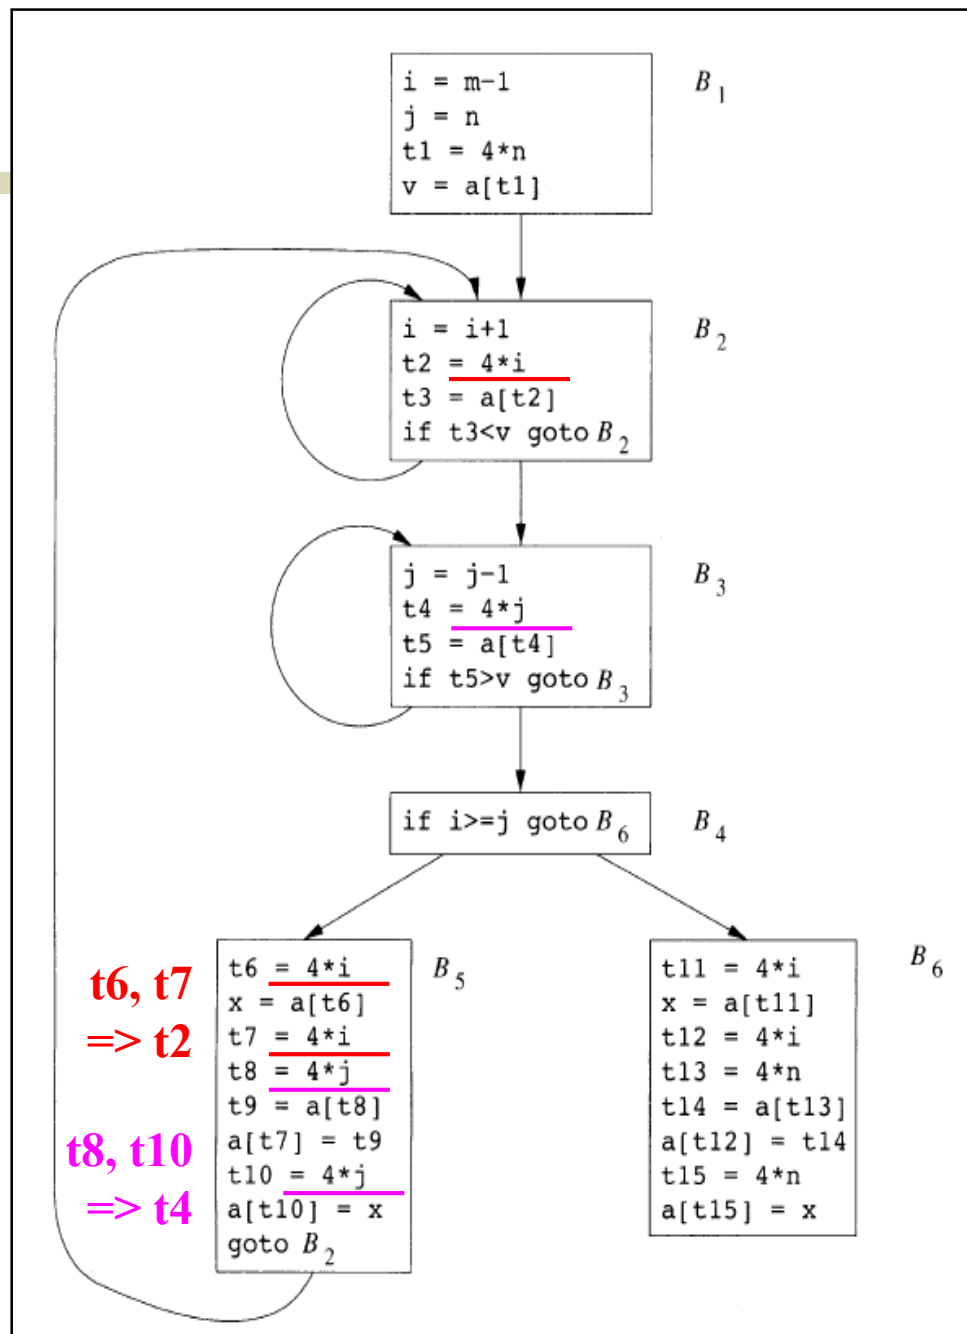 i = m-1
j = n
t1 = 4*n
v = a[t1]
B1
i = i+1
t2 = 4*i
t3 = a[t2]
if t3<v goto B2
B2
j = j-1
t4 = 4*j
t5 = a[t4]
if t5>v goto B3
B3
if i>=j goto B6
B4
t6, t7
=> t2
t8, t10
=> t4
t6 = 4*i
x = a[t6]
t7 = 4*i
t8 = 4*j
t9 = a[t8]
a[t7] = t9
t10 = 4*j
a[t10] = x
goto B2
B5
t11 = 4*i
x = a[t11]
t12 = 4*i
t13 = 4*n
t14 = a[t13]
a[t12] = t14
t15 = 4*n
a[t15] = x
B6